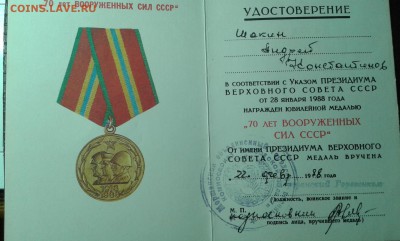 COINS.LAVE.RU
"70 ЛЕТ ВООРУЖЕННЫХ СИЛ СССР"
УДОСТОВЕРЕНИЕ
Шакин
Андрей
В СООТВЕТСТВИИ С УКАЗОМ ПРЕЗИДИУМА
ВЕРХОВНОГО СОВЕТА СССР
ОТ 28 ЯНВАРЯ 1988 ГОДА
НАГРАЖДЕН ЮБИЛЕЙНОЙ МЕДАЛЬЮ
"70 ЛЕТ ВООРУЖЕННЫХ
СИЛ СССР"
ОТ ИМЕНИ ПРЕЗИДИУМА ВЕРХОВНОГО
СОВЕТА СССР МЕДАЛЬ ВРУЧЕНА
22 1988 ГОДА
(должность, воинское звание и
М. П.
подпись лица, вручившего медаль)